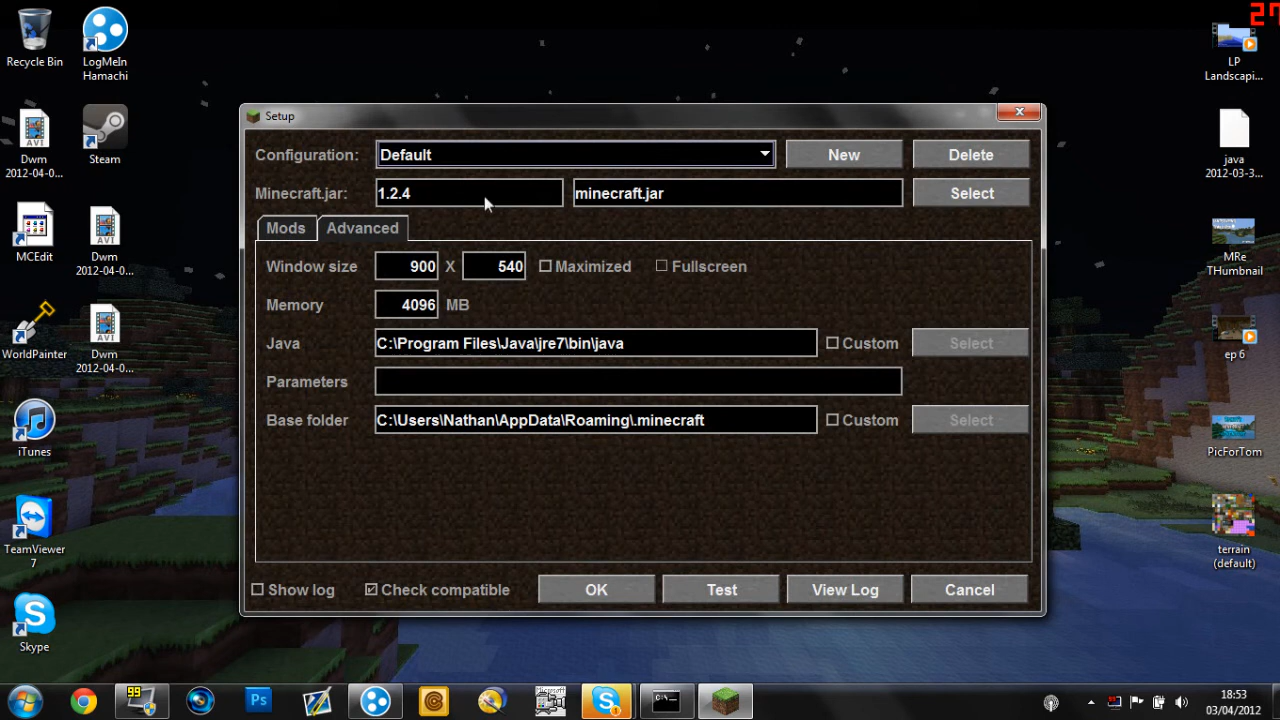 27
Recycle Bin
LogMeIn
Hamachi
Dwm
2012-04-0...
Steam
MCEdit
Dwm
2012-04-0...
WorldPainter
Dwm
2012-04-0...
iTunes
TeamViewer
7
Skype
Setup
Configuration: Default New Delete
Minecraft.jar: 1.2.4 minecraft.jar Select
Mods Advanced
Window size 900 X 540 Maximized Fullscreen
Memory 4096 MB
Java C:\Program Files\Java\jre7\bin\java Custom Select
Parameters
Base folder C:\Users\Nathan\AppData\Roaming\.minecraft Custom Select
Show log Check compatible OK Test View Log Cancel
LP
Landscapi...
java
2012-03-3...
MRe
THumbnail
ep 6
PicForTom
terrain
(default)
99
Ps
Microsoft
C:\
18:53
03/04/2012